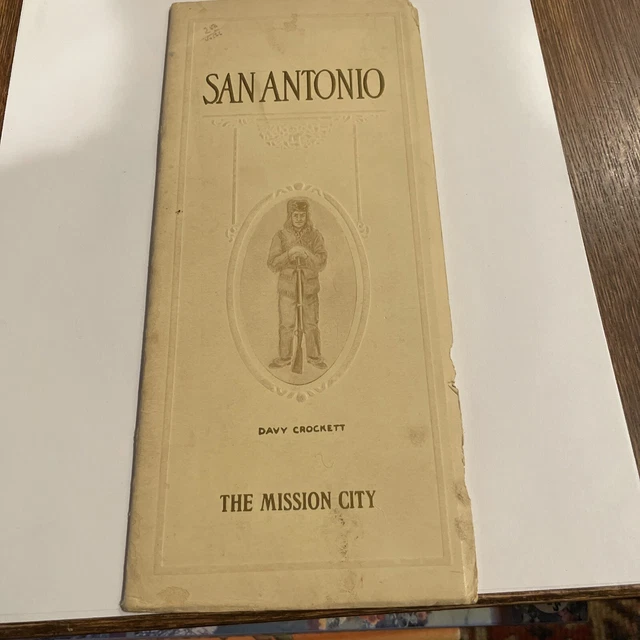 SAN ANTONIO
DAVY CROCKETT
THE MISSION CITY